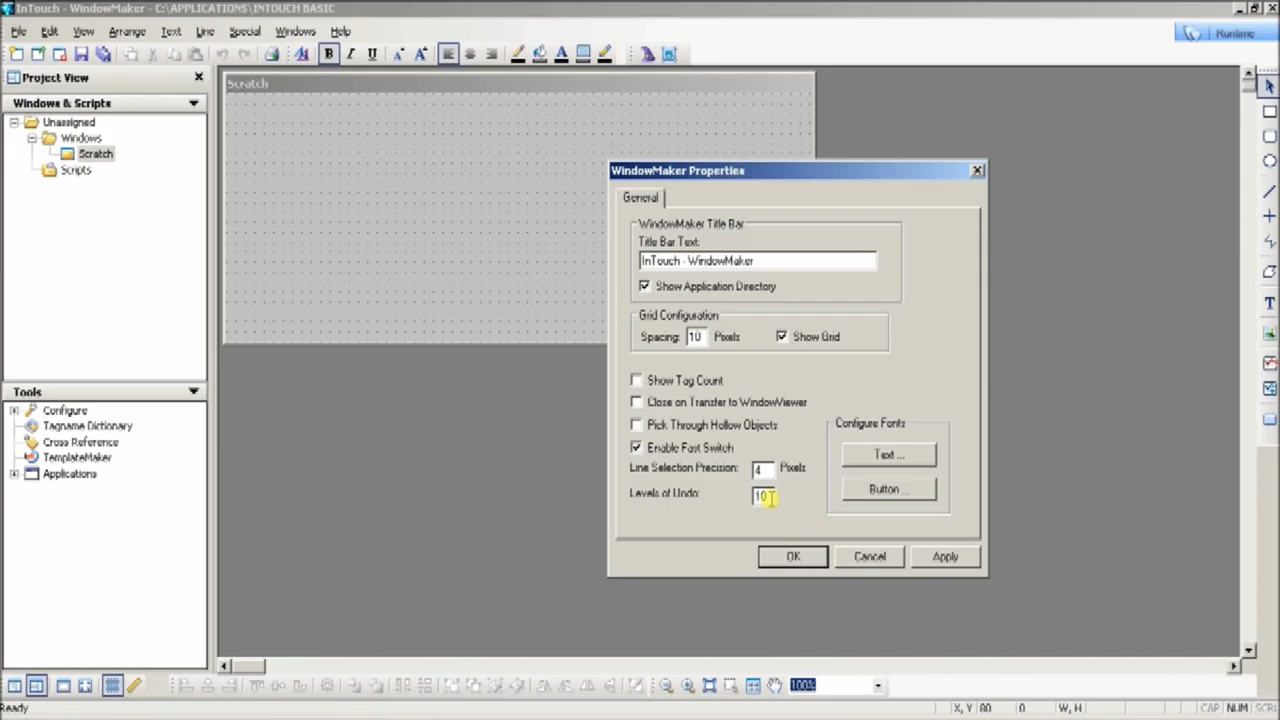 InTouch - WindowMaker - C:\APPLICATIONS\INTOUCH BASIC
File Edit View Arrange Text Line Special Windows Help
Runtime
B I U A A A
Project View
Windows & Scripts
Unassigned
Windows
Scratch
Scripts
Tools
Configure
Tagname Dictionary
Cross Reference
TemplateMaker
Applications
Scratch
WindowMaker Properties
General
WindowMaker Title Bar
Title Bar Text:
InTouch - WindowMaker
Show Application Directory
Grid Configuration
Spacing: 10 Pixels Show Grid
Show Tag Count
Close on Transfer to WindowViewer
Pick Through Hollow Objects
Enable Fast Switch
Line Selection Precision: 4 Pixels
Levels of Undo: 10
Configure Fonts
Text ...
Button ...
OK Cancel Apply
T
100%
Ready
X, Y 80 0 W, H CAP NUM SCRL